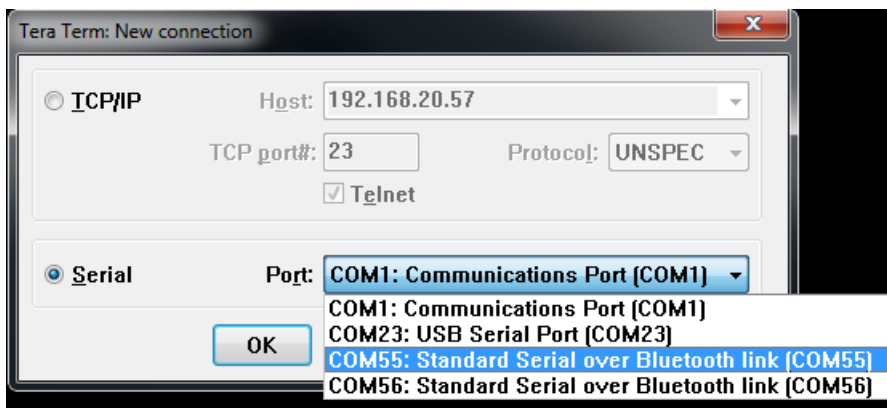 Tera Term: New connection
TCP/IP Host: 192.168.20.57
TCP port#: 23 Protocol: UNSPEC
Telnet
Serial Port: COM1: Communications Port (COM1)
COM1: Communications Port (COM1)
COM23: USB Serial Port (COM23)
OK
COM55: Standard Serial over Bluetooth link (COM55)
COM56: Standard Serial over Bluetooth link (COM56)